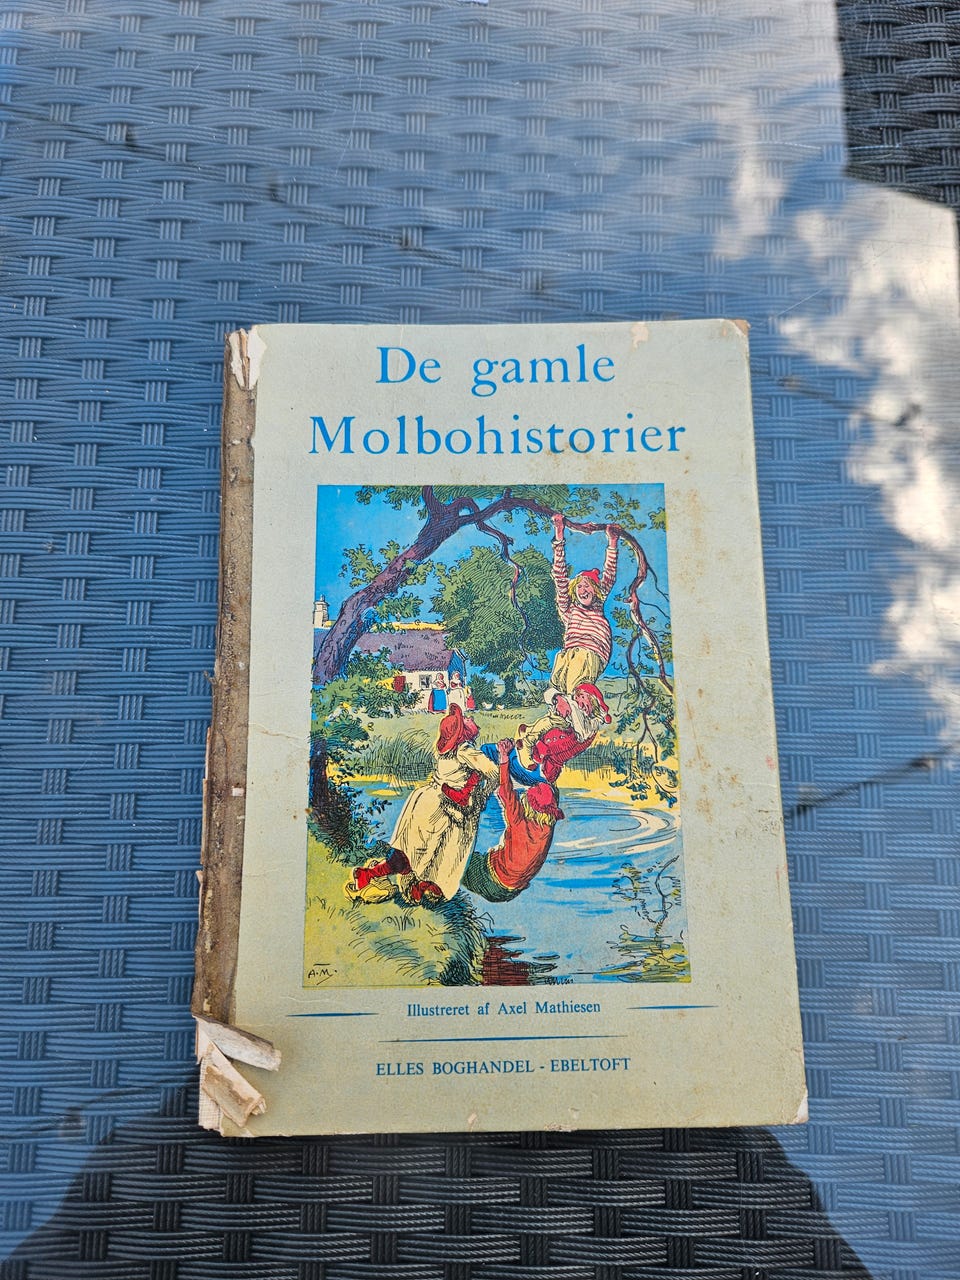 De gamle
Molbohistorier
A.M.
Illustreret af Axel Mathiesen
ELLES BOGHANDEL - EBELTOFT